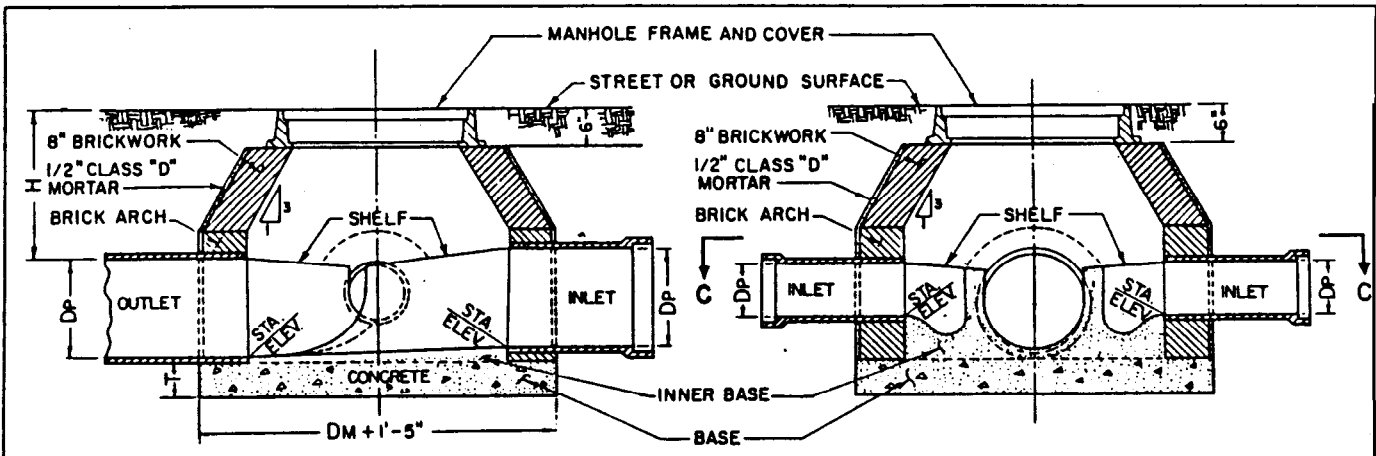 MANHOLE FRAME AND COVER
STREET OR GROUND SURFACE
8" BRICKWORK
1/2" CLASS "D"
MORTAR
BRICK ARCH
SHELF
H
3
1
6"
OUTLET
INLET
DP
DP
STA
ELEV.
STA
ELEV.
CONCRETE
T
DM + 1'-5"
INNER BASE
BASE
8" BRICKWORK
1/2" CLASS "D"
MORTAR
BRICK ARCH
SHELF
3
1
6"
C
C
DP
DP
INLET
INLET
STA
ELEV.
STA
ELEV.